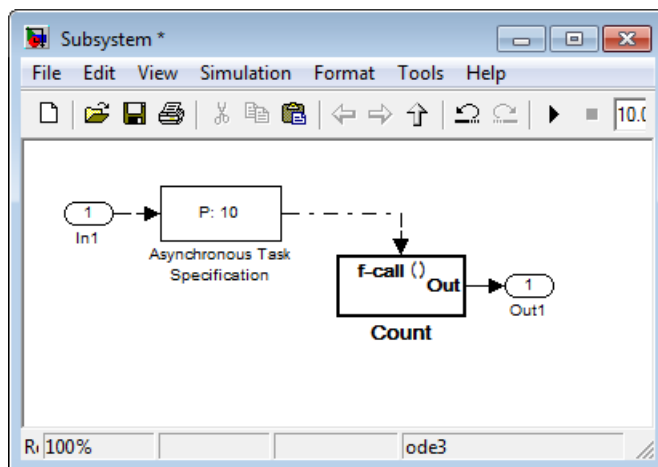 Subsystem *
File Edit View Simulation Format Tools Help
10.0
1
In1
P: 10
Asynchronous Task
Specification
f-call ()
Out
Count
1
Out1
100%
ode3